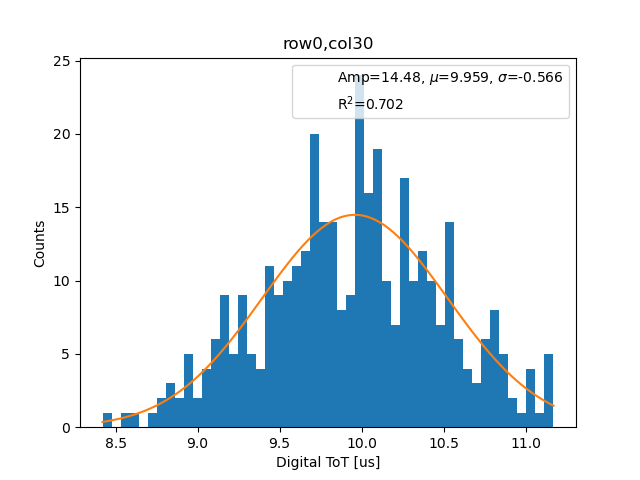 row0,col30
Amp=14.48, μ=9.959, σ=-0.566
R²=0.702
25
20
15
10
5
0
Counts
8.5 9.0 9.5 10.0 10.5 11.0
Digital ToT [us]